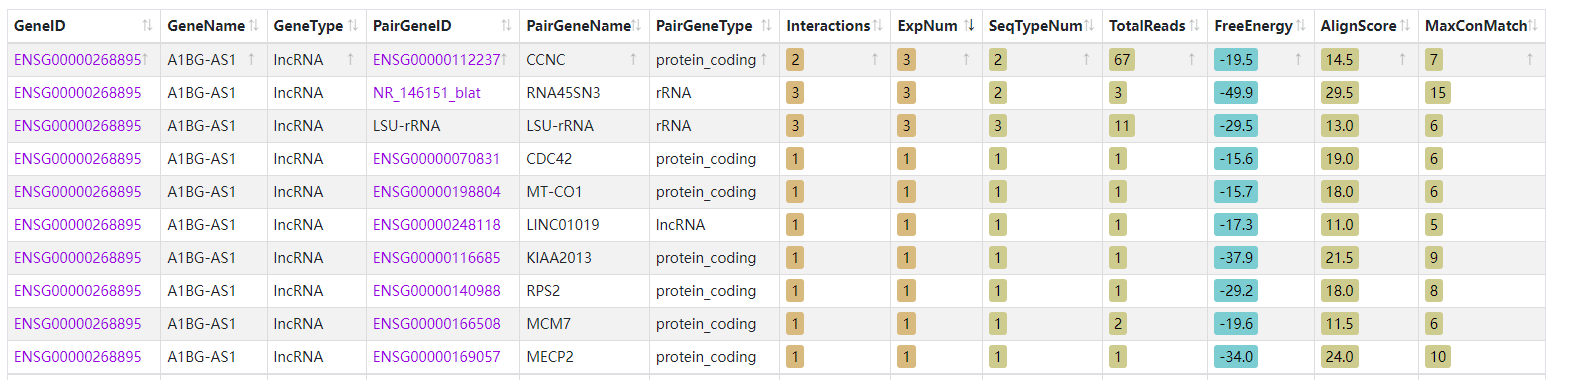 GeneID GeneName GeneType PairGeneID PairGeneName PairGeneType Interactions ExpNum SeqTypeNum TotalReads FreeEnergy AlignScore MaxConMatch
ENSG00000268895 A1BG-AS1 lncRNA ENSG00000112237 CCNC protein_coding 2 3 2 67 -19.5 14.5 7
ENSG00000268895 A1BG-AS1 lncRNA NR_146151_blat RNA45SN3 rRNA 3 3 2 3 -49.9 29.5 15
ENSG00000268895 A1BG-AS1 lncRNA LSU-rRNA LSU-rRNA rRNA 3 3 3 11 -29.5 13.0 6
ENSG00000268895 A1BG-AS1 lncRNA ENSG00000070831 CDC42 protein_coding 1 1 1 1 -15.6 19.0 6
ENSG00000268895 A1BG-AS1 lncRNA ENSG00000198804 MT-CO1 protein_coding 1 1 1 1 -15.7 18.0 6
ENSG00000268895 A1BG-AS1 lncRNA ENSG00000248118 LINC01019 lncRNA 1 1 1 1 -17.3 11.0 5
ENSG00000268895 A1BG-AS1 lncRNA ENSG00000116685 KIAA2013 protein_coding 1 1 1 1 -37.9 21.5 9
ENSG00000268895 A1BG-AS1 lncRNA ENSG00000140988 RPS2 protein_coding 1 1 1 1 -29.2 18.0 8
ENSG00000268895 A1BG-AS1 lncRNA ENSG00000166508 MCM7 protein_coding 1 1 1 2 -19.6 11.5 6
ENSG00000268895 A1BG-AS1 lncRNA ENSG00000169057 MECP2 protein_coding 1 1 1 1 -34.0 24.0 10